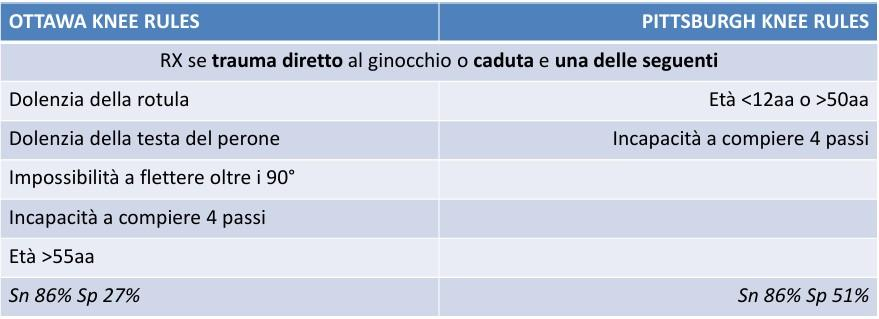 OTTAWA KNEE RULES PITTSBURGH KNEE RULES
RX se trauma diretto al ginocchio o caduta e una delle seguenti
Dolenzia della rotula Età <12aa o >50aa
Dolenzia della testa del perone Incapacità a compiere 4 passi
Impossibilità a flettere oltre i 90°
Incapacità a compiere 4 passi
Età >55aa
Sn 86% Sp 27% Sn 86% Sp 51%